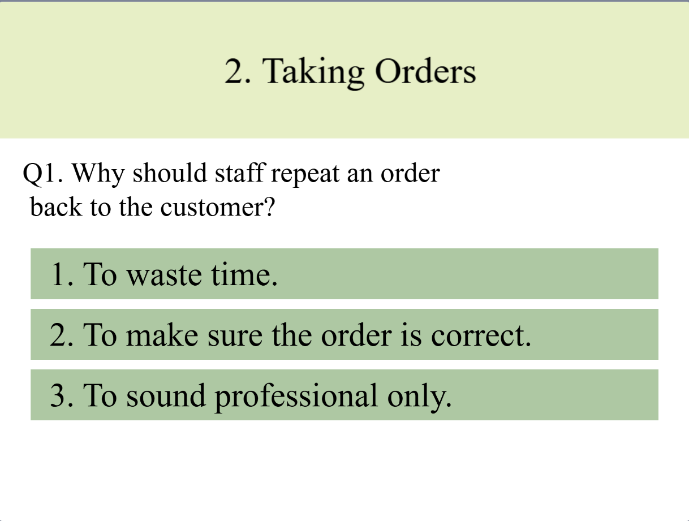 2. Taking Orders
Q1. Why should staff repeat an order
back to the customer?
1. To waste time.
2. To make sure the order is correct.
3. To sound professional only.